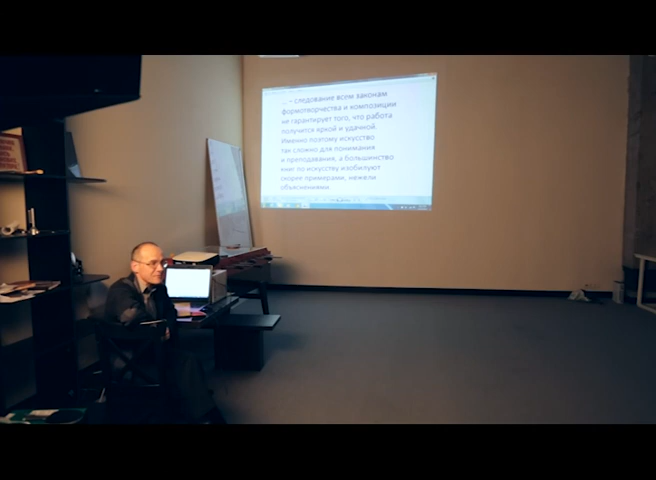 ... – следование всем законам
формотворчества и композиции
не гарантирует того, что работа
получится яркой и удачной.
Именно поэтому искусство
так сложно для понимания
и преподавания, а большинство
книг по искусству изобилуют
скорее примерами, нежели
объяснениями